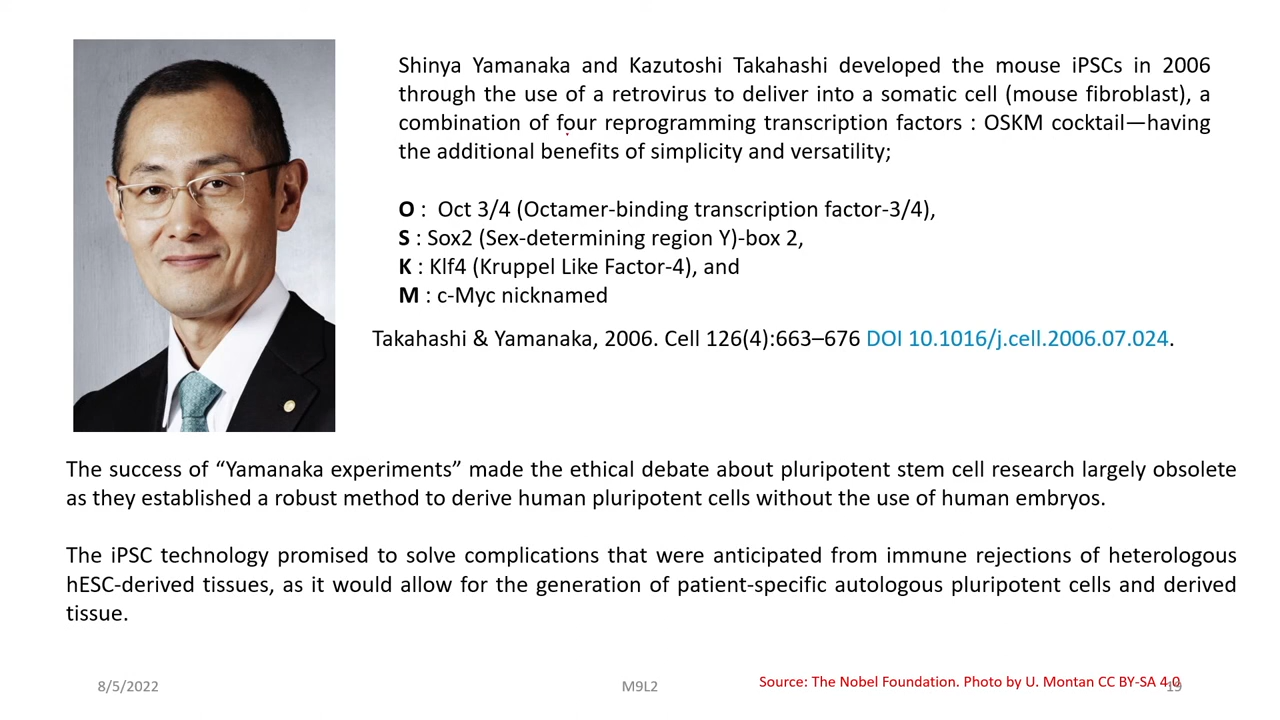 Shinya Yamanaka and Kazutoshi Takahashi developed the mouse iPSCs in 2006
through the use of a retrovirus to deliver into a somatic cell (mouse fibroblast), a
combination of four reprogramming transcription factors : OSKM cocktail—having
the additional benefits of simplicity and versatility;
O : Oct 3/4 (Octamer-binding transcription factor-3/4),
S : Sox2 (Sex-determining region Y)-box 2,
K : Klf4 (Kruppel Like Factor-4), and
M : c-Myc nicknamed
Takahashi & Yamanaka, 2006. Cell 126(4):663–676 DOI 10.1016/j.cell.2006.07.024.
The success of “Yamanaka experiments” made the ethical debate about pluripotent stem cell research largely obsolete
as they established a robust method to derive human pluripotent cells without the use of human embryos.
The iPSC technology promised to solve complications that were anticipated from immune rejections of heterologous
hESC-derived tissues, as it would allow for the generation of patient-specific autologous pluripotent cells and derived
tissue.
8/5/2022
M9L2
Source: The Nobel Foundation. Photo by U. Montan CC BY-SA 4.0
19